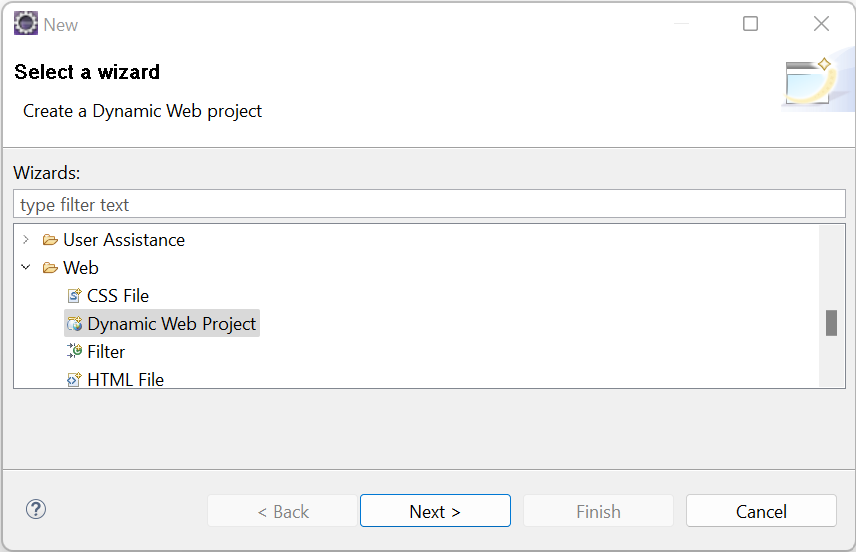 New
Select a wizard
Create a Dynamic Web project
Wizards:
type filter text
User Assistance
Web
CSS File
Dynamic Web Project
Filter
HTML File
< Back Next > Finish Cancel